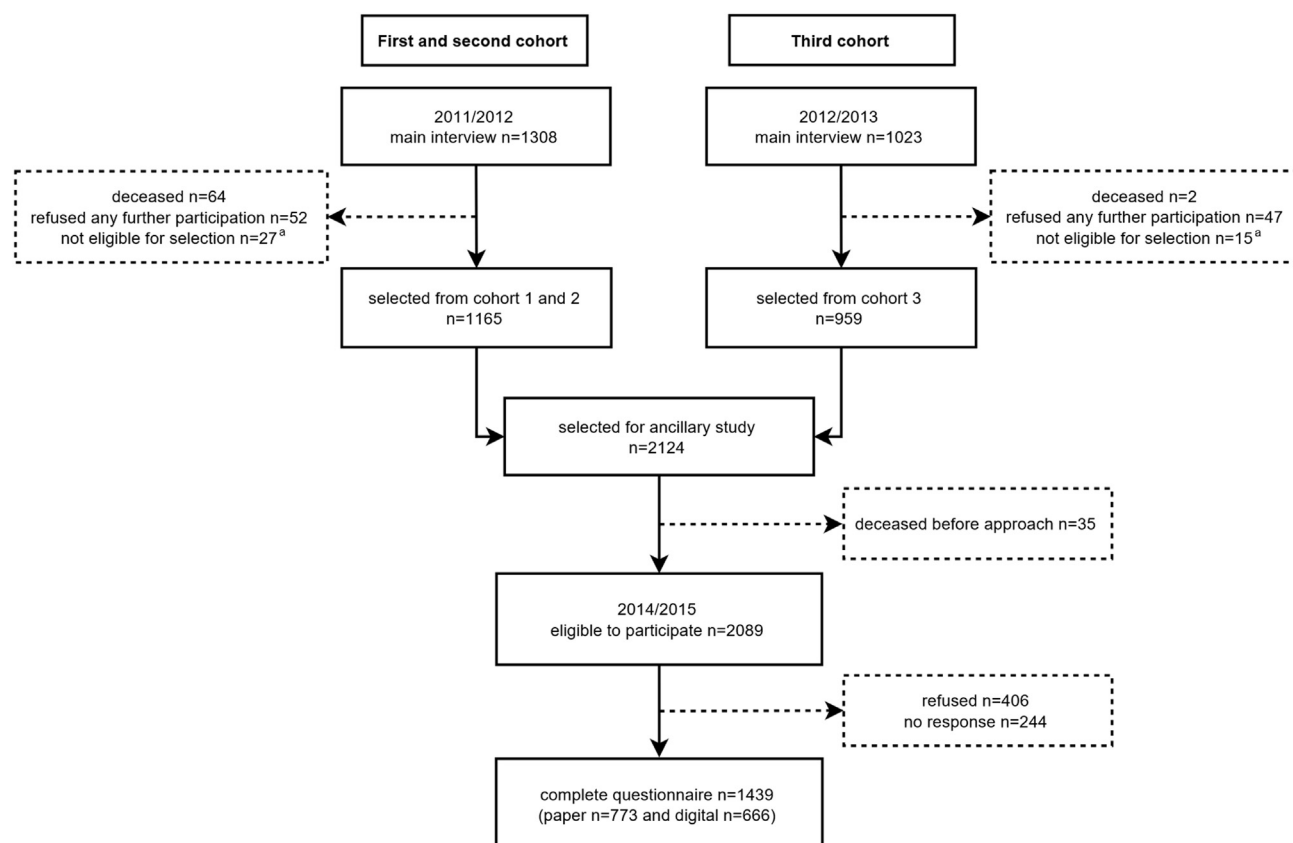 First and second cohort
Third cohort
2011/2012
main interview n=1308
2012/2013
main interview n=1023
deceased n=64
refused any further participation n=52
not eligible for selection n=27ᵃ
deceased n=2
refused any further participation n=47
not eligible for selection n=15ᵃ
selected from cohort 1 and 2
n=1165
selected from cohort 3
n=959
selected for ancillary study
n=2124
deceased before approach n=35
2014/2015
eligible to participate n=2089
refused n=406
no response n=244
complete questionnaire n=1439
(paper n=773 and digital n=666)